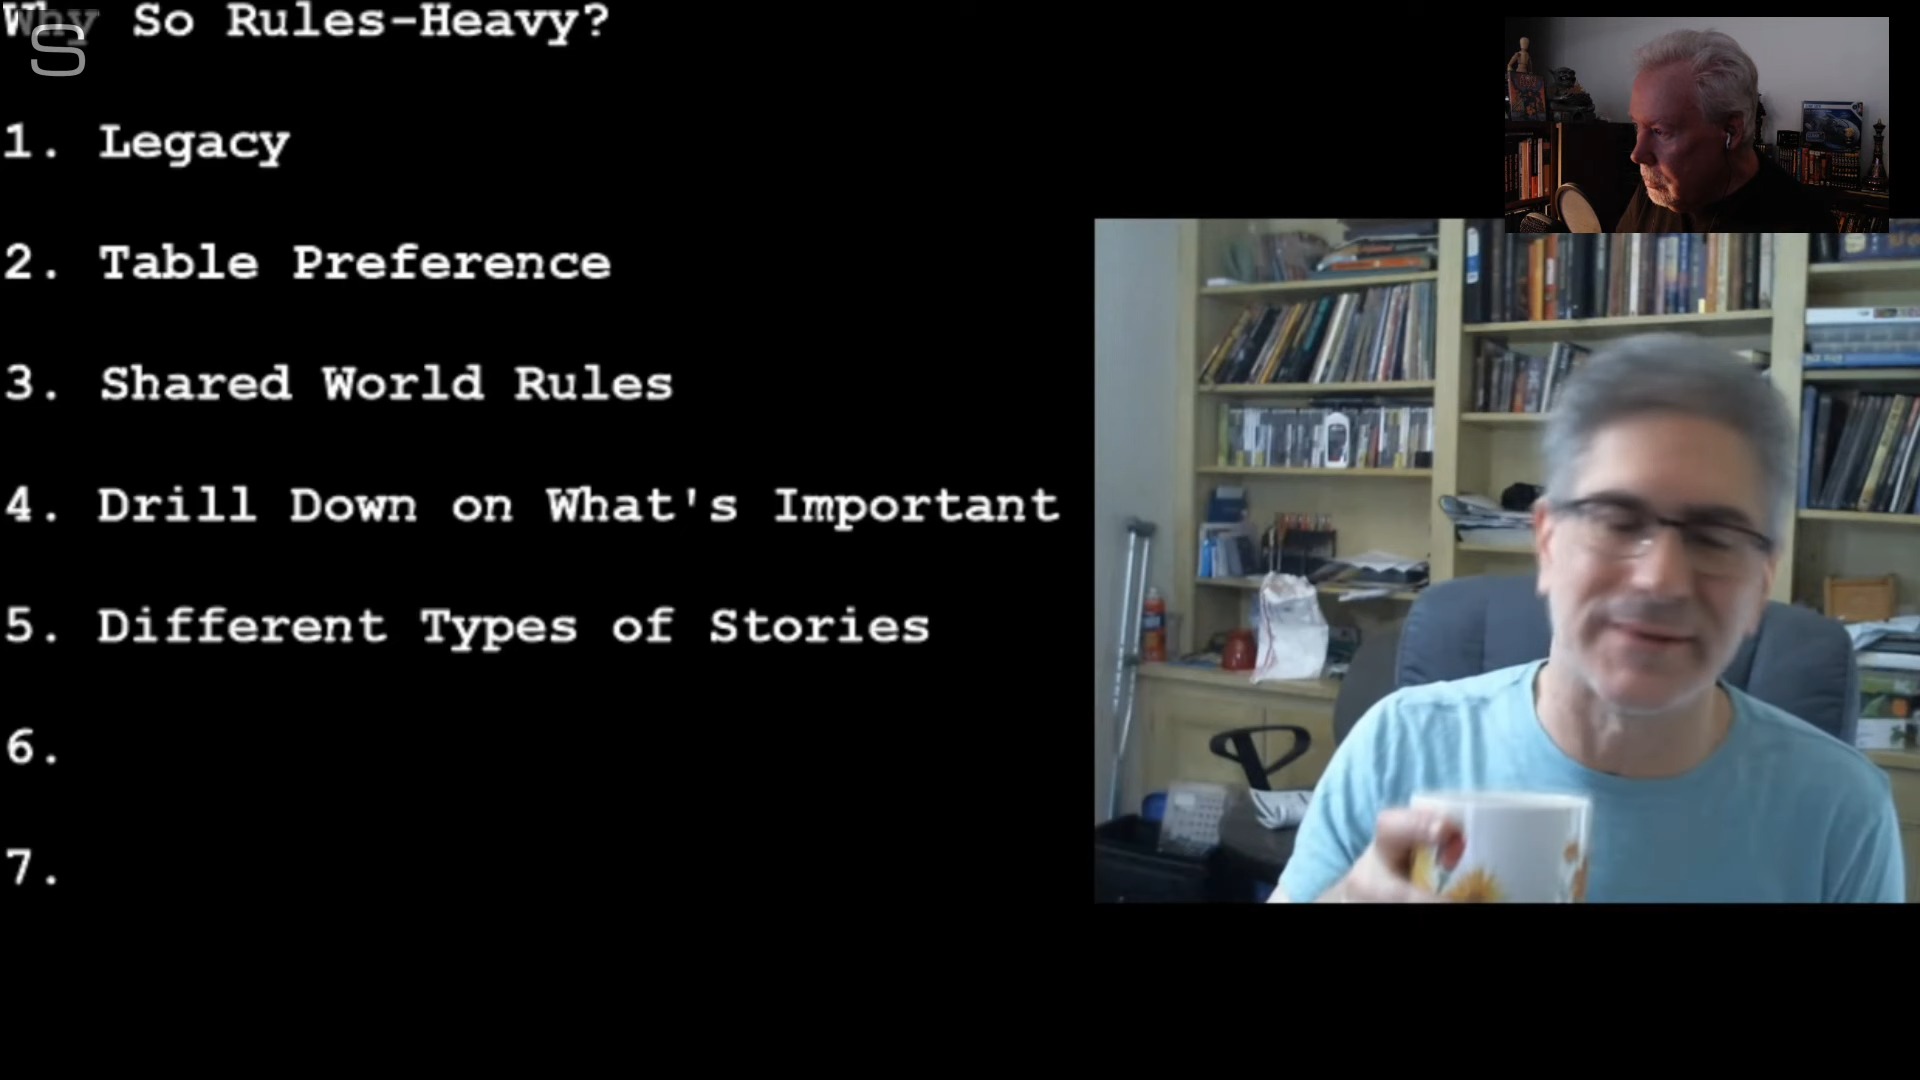 Why So Rules-Heavy?
S
1. Legacy
2. Table Preference
3. Shared World Rules
4. Drill Down on What's Important
5. Different Types of Stories
6.
7.